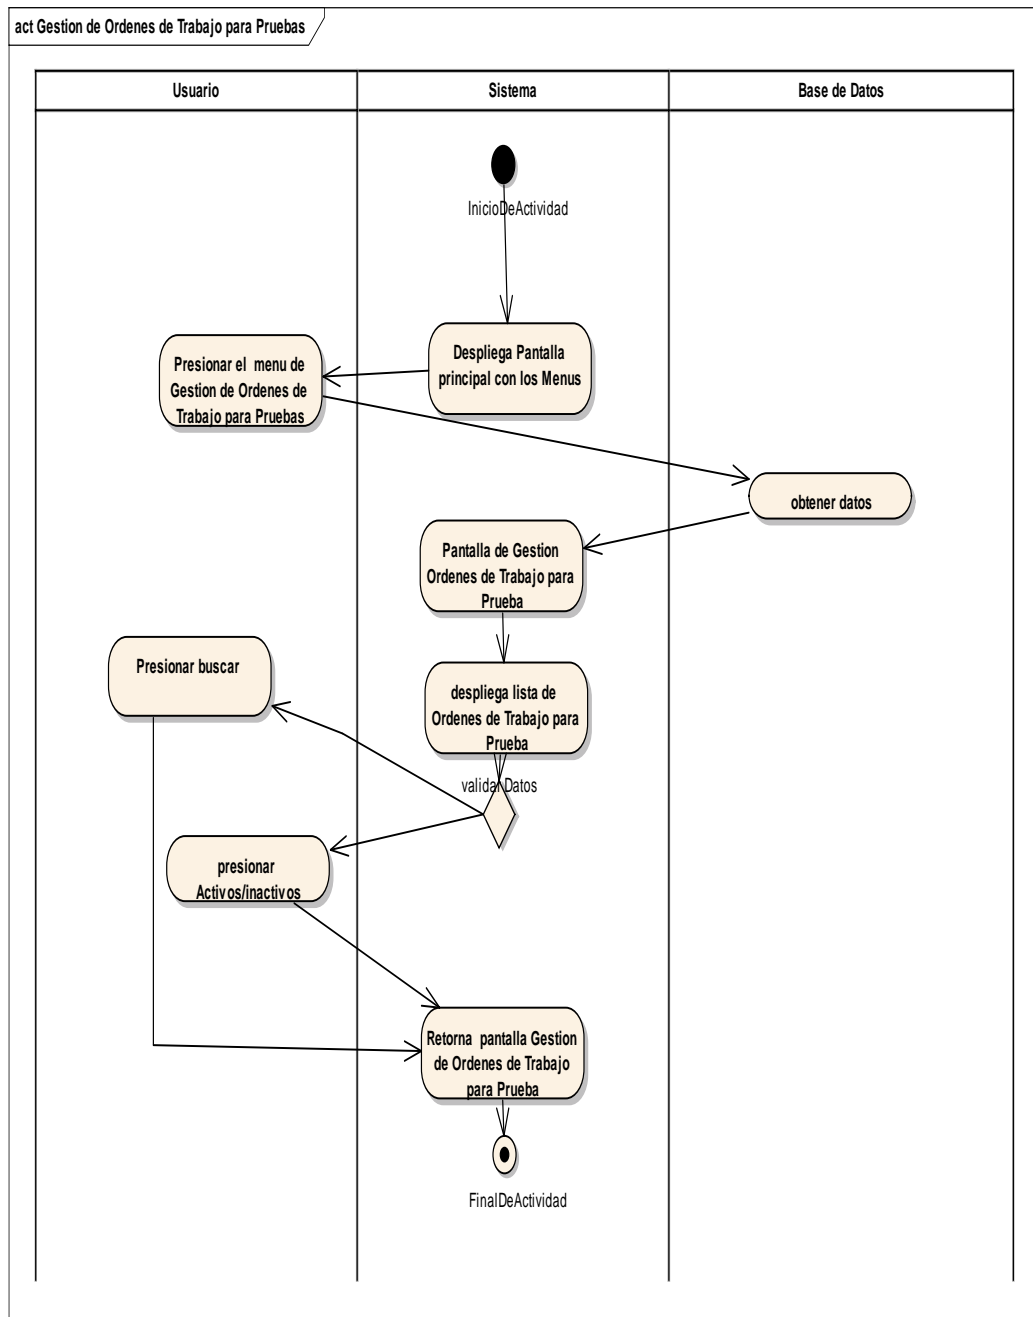 act Gestion de Ordenes de Trabajo para Pruebas
Usuario
Sistema
Base de Datos
InicioDeActividad
Despliega Pantalla
principal con los Menus
Presionar el menu de
Gestion de Ordenes de
Trabajo para Pruebas
obtener datos
Pantalla de Gestion
Ordenes de Trabajo para
Prueba
Presionar buscar
despliega lista de
Ordenes de Trabajo para
Prueba
validar Datos
presionar
Activos/inactivos
Retorna pantalla Gestion
de Ordenes de Trabajo
para Prueba
FinalDeActividad